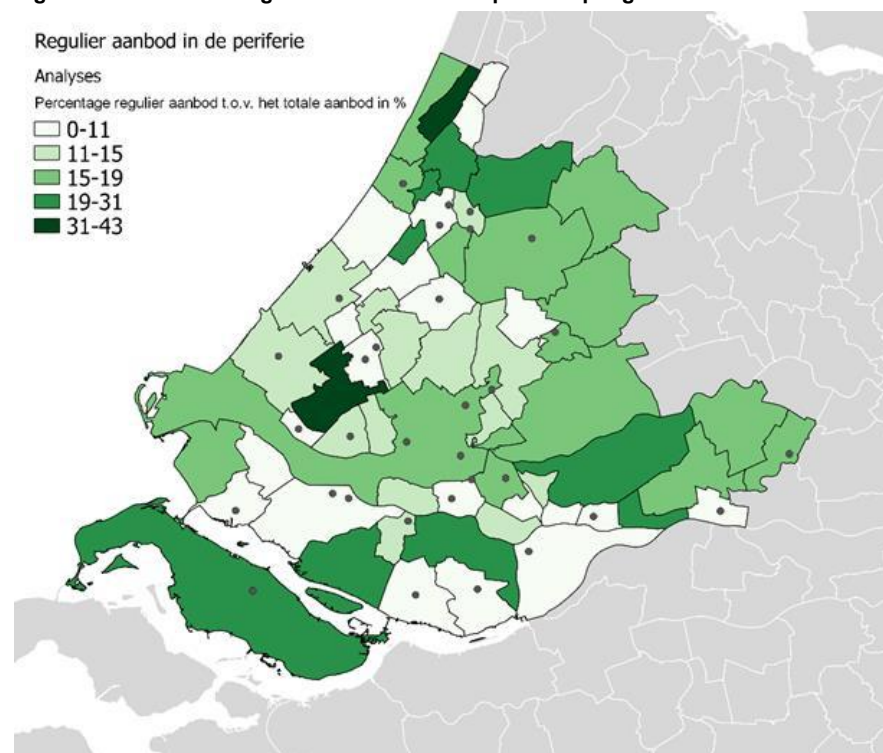 Regulier aanbod in de periferie
Analyses
Percentage regulier aanbod t.o.v. het totale aanbod in %
0-11
11-15
15-19
19-31
31-43